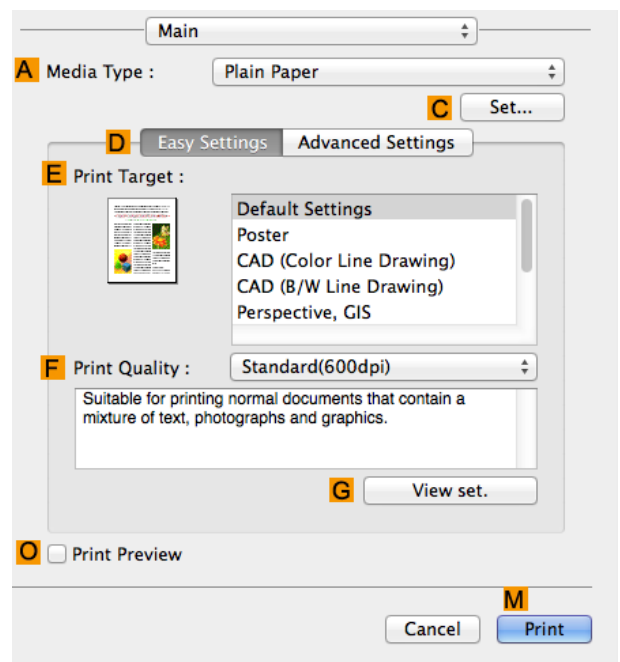 Main
A Media Type : Plain Paper
C Set...
D Easy Settings Advanced Settings
E Print Target :
Default Settings
Poster
CAD (Color Line Drawing)
CAD (B/W Line Drawing)
Perspective, GIS
F Print Quality : Standard(600dpi)
Suitable for printing normal documents that contain a
mixture of text, photographs and graphics.
G View set.
O Print Preview
M
Cancel Print